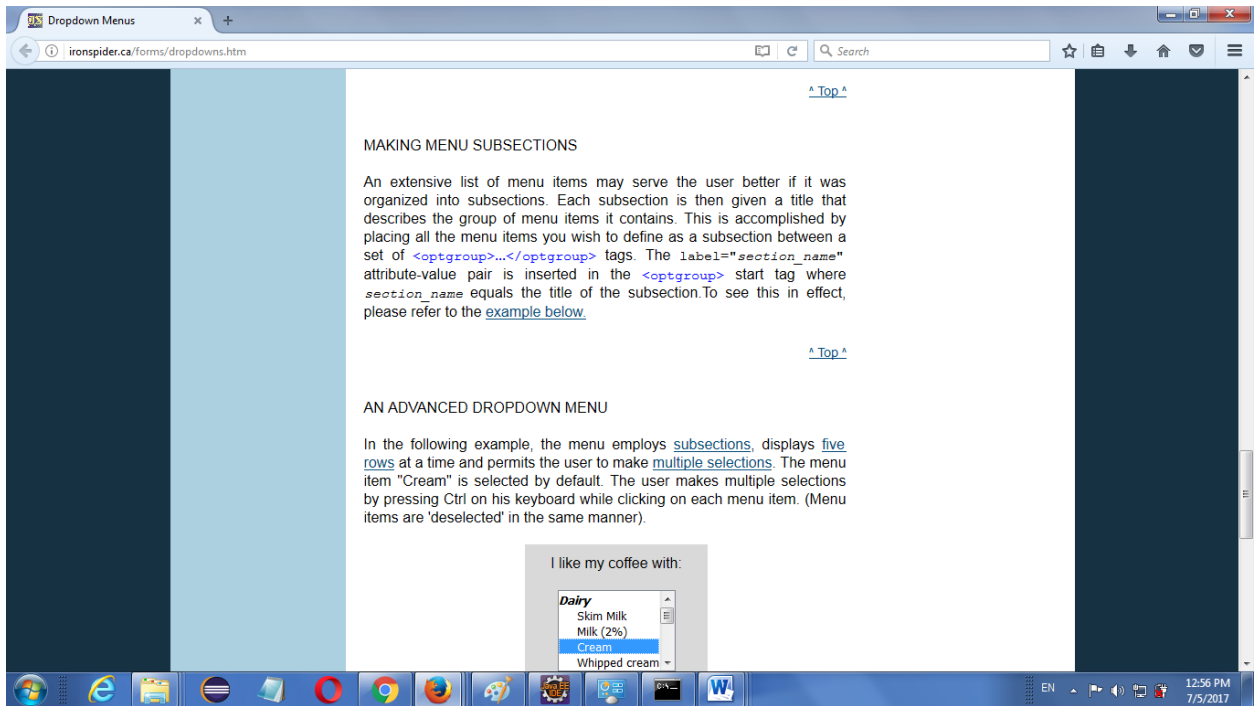 Dropdown Menus
ironspider.ca/forms/dropdowns.htm
Search
^ Top ^
MAKING MENU SUBSECTIONS
An extensive list of menu items may serve the user better if it was
organized into subsections. Each subsection is then given a title that
describes the group of menu items it contains. This is accomplished by
placing all the menu items you wish to define as a subsection between a
set of <optgroup>...</optgroup> tags. The label="section_name"
attribute-value pair is inserted in the <optgroup> start tag where
section_name equals the title of the subsection.To see this in effect,
please refer to the example below.
^ Top ^
AN ADVANCED DROPDOWN MENU
In the following example, the menu employs subsections, displays five
rows at a time and permits the user to make multiple selections. The menu
item "Cream" is selected by default. The user makes multiple selections
by pressing Ctrl on his keyboard while clicking on each menu item. (Menu
items are 'deselected' in the same manner).
I like my coffee with:
Dairy
Skim Milk
Milk (2%)
Cream
Whipped cream
Java EE
IDE
C:\_
W
EN
12:56 PM
7/5/2017